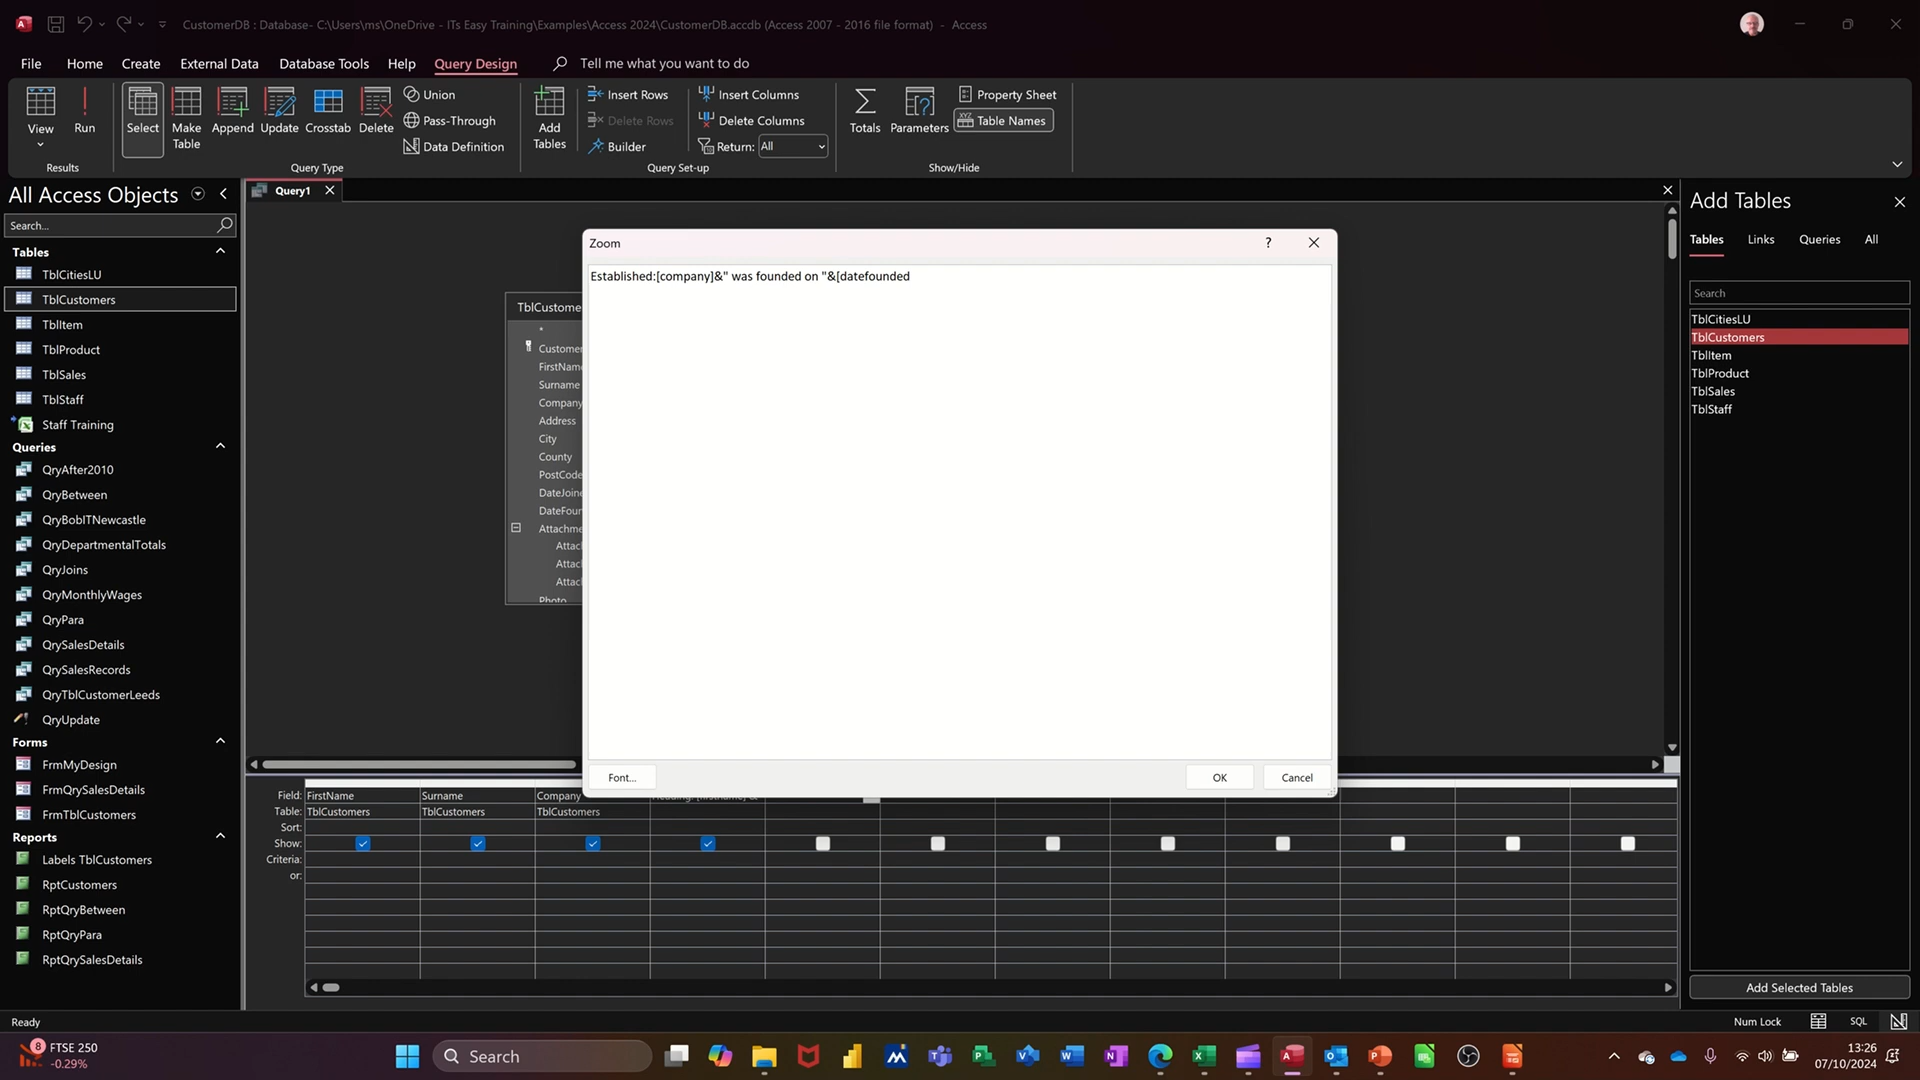 CustomerDB : Database- C:\Users\ms\OneDrive - ITs Easy Training\Examples\Access 2024\CustomerDB.accdb (Access 2007 - 2016 file format) - Access
File Home Create External Data Database Tools Help Query Design Tell me what you want to do
View
Run
Results
Select
Make Table
Append
Update
Crosstab
Delete
Union
Pass-Through
Data Definition
Query Type
Add Tables
Insert Rows
Delete Rows
Builder
Insert Columns
Delete Columns
Return: All
Query Set-up
Totals
Parameters
Property Sheet
Table Names
Show/Hide
All Access Objects
Search...
Tables
TblCitiesLU
TblCustomers
TblItem
TblProduct
TblSales
TblStaff
Staff Training
Queries
QryAfter2010
QryBetween
QryBobITNewcastle
QryDepartmentalTotals
QryJoins
QryMonthlyWages
QryPara
QrySalesDetails
QrySalesRecords
QryTblCustomerLeeds
QryUpdate
Forms
FrmMyDesign
FrmQrySalesDetails
FrmTblCustomers
Reports
Labels TblCustomers
RptCustomers
RptQryBetween
RptQryPara
RptQrySalesDetails
Query1
TblCustome
*
Customer
FirstName
Surname
Company
Address
City
County
PostCode
DateJoine
DateFoun
Attachme
Attach
Attach
Attach
Photo
Zoom
?
Established:[company]&" was founded on "&[datefounded
Font...
OK
Cancel
Field: FirstName Surname Company Heading: [firstname] &
Table: TblCustomers TblCustomers TblCustomers
Sort:
Show:
Criteria:
or:
Add Tables
Tables Links Queries All
Search
TblCitiesLU
TblCustomers
TblItem
TblProduct
TblSales
TblStaff
Add Selected Tables
Ready
Num Lock
SQL
8
FTSE 250
-0.29%
Search
13:26
07/10/2024